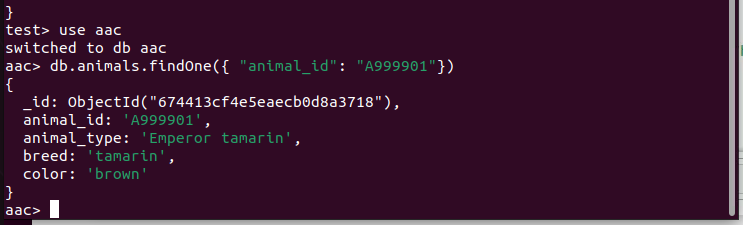 }
test> use aac
switched to db aac
aac> db.animals.findOne({ "animal_id": "A999901"})
{
  _id: ObjectId("674413cf4e5eaecb0d8a3718"),
  animal_id: 'A999901',
  animal_type: 'Emperor tamarin',
  breed: 'tamarin',
  color: 'brown'
}
aac>